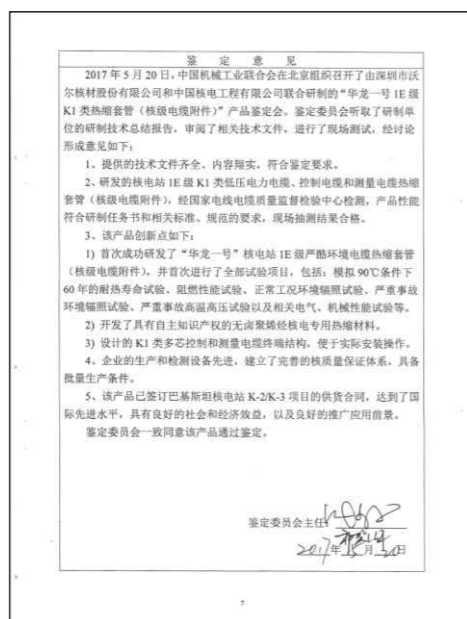 鉴 定 意 见
2017 年 5 月 20 日，中国机械工业联合会在北京组织召开了由深圳市沃
尔核材股份有限公司和中国核电工程有限公司联合研制的“华龙一号 1E 级
K1 类热缩套管（核级电缆附件）”产品鉴定会。鉴定委员会听取了研制单
位的研制技术总结报告，审阅了相关技术文件，进行了现场测试，经讨论
形成意见如下：
1、提供的技术文件齐全、内容翔实，符合鉴定要求。
2、研发的核电站 1E 级 K1 类低压电力电缆、控制电缆和测量电缆热缩
套管（核级电缆附件），经国家电线电缆质量监督检验中心检测，产品性能
符合研制任务书和相关标准、规范的要求，现场抽测结果合格。
3、该产品创新点如下：
1) 首次成功研发了“华龙一号”核电站 1E 级严酷环境电缆热缩套管
（核级电缆附件），并首次进行了全部试验项目，包括：模拟 90℃条件下
60 年的耐热寿命试验、阻燃性能试验、正常工况环境辐照试验、严重事故
环境辐照试验、严重事故高温高压试验以及相关电气、机械性能试验等。
2) 开发了具有自主知识产权的无卤聚烯烃核电专用热缩材料。
3) 设计的 K1 类多芯控制和测量电缆终端结构，便于实际安装操作。
4、企业的生产和检测设备先进，建立了完善的核质量保证体系，具备
批量生产条件。
5、该产品已签订巴基斯坦核电站 K-2/K-3 项目的供货合同，达到了国
际先进水平，具有良好的社会和经济效益，以及良好的推广应用前景。
鉴定委员会一致同意该产品通过鉴定。
鉴定委员会主任：
2017 年 5 月 20 日
7